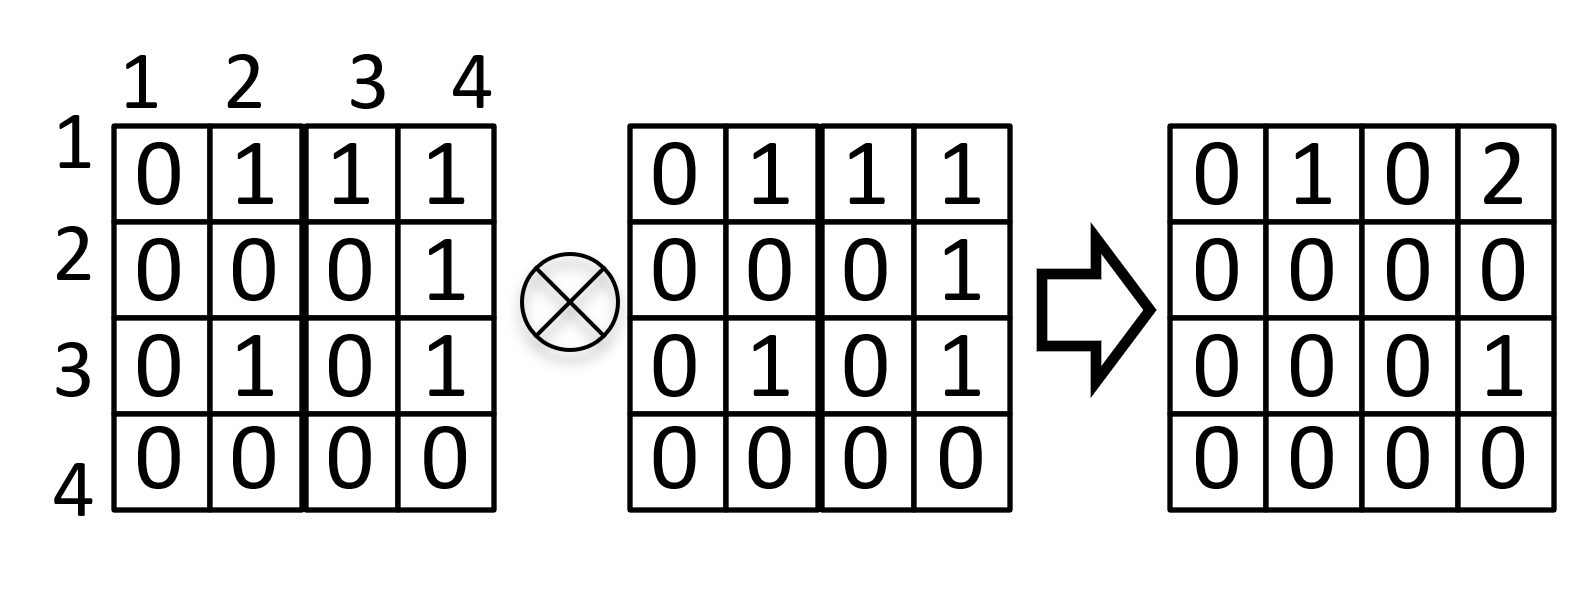 1 2 3 4
1 0 1 1 1 0 1 1 1 0 1 0 2
2 0 0 0 1 0 0 0 1 0 0 0 0
3 0 1 0 1 0 1 0 1 0 0 0 1
4 0 0 0 0 0 0 0 0 0 0 0 0